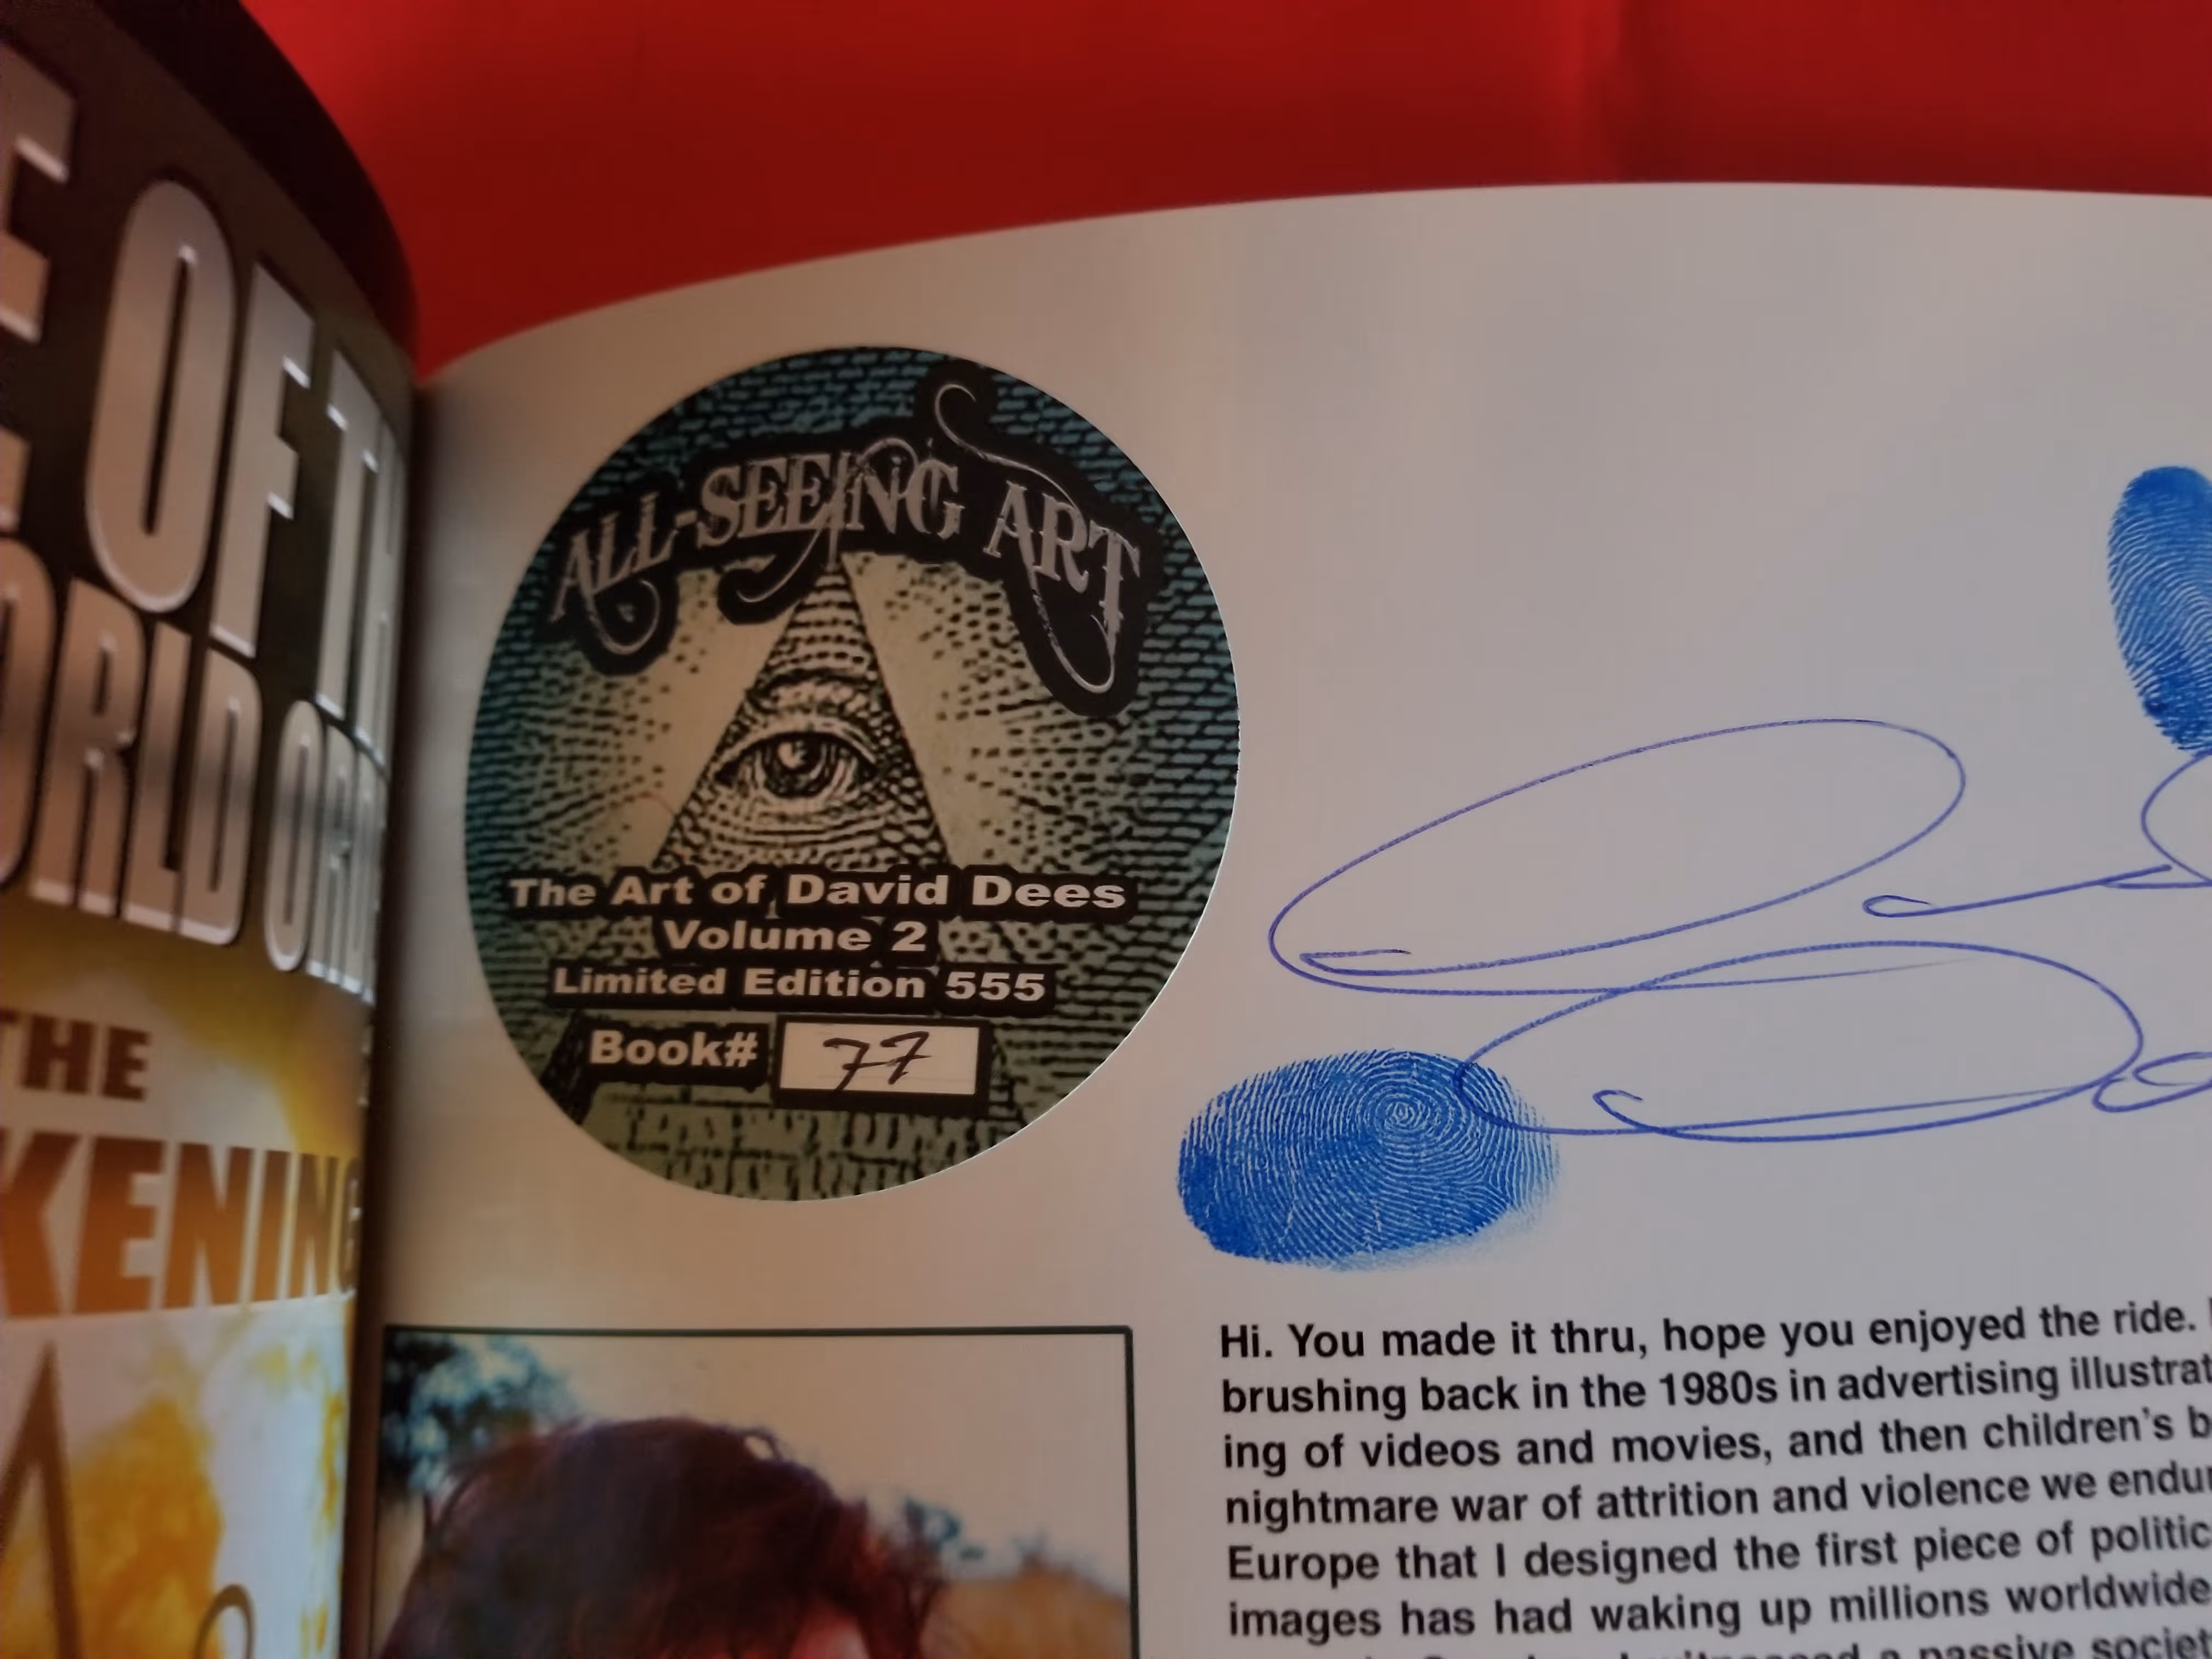 OF
THE
ALL-SEEING ART
The Art of David Dees
Volume 2
Limited Edition 555
Book# 77
Hi. You made it thru, hope you enjoyed the ride.
brushing back in the 1980s in advertising
ing of videos and movies, and then children's
nightmare war of attrition and violence we
Europe that I designed the first piece of
images has had waking up millions worldwide
a passive